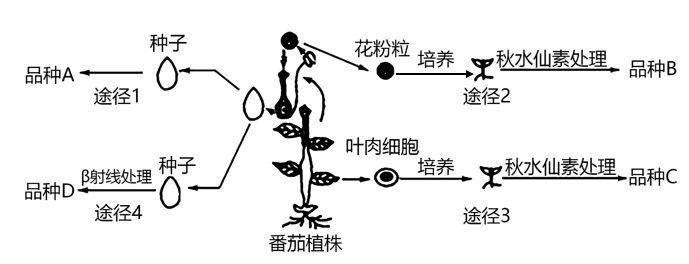 种子
花粉粒
培养
秋水仙素处理
品种A
途径1
途径2
品种B
叶肉细胞
种子
β射线处理
培养
秋水仙素处理
品种D
途径4
途径3
品种C
番茄植株